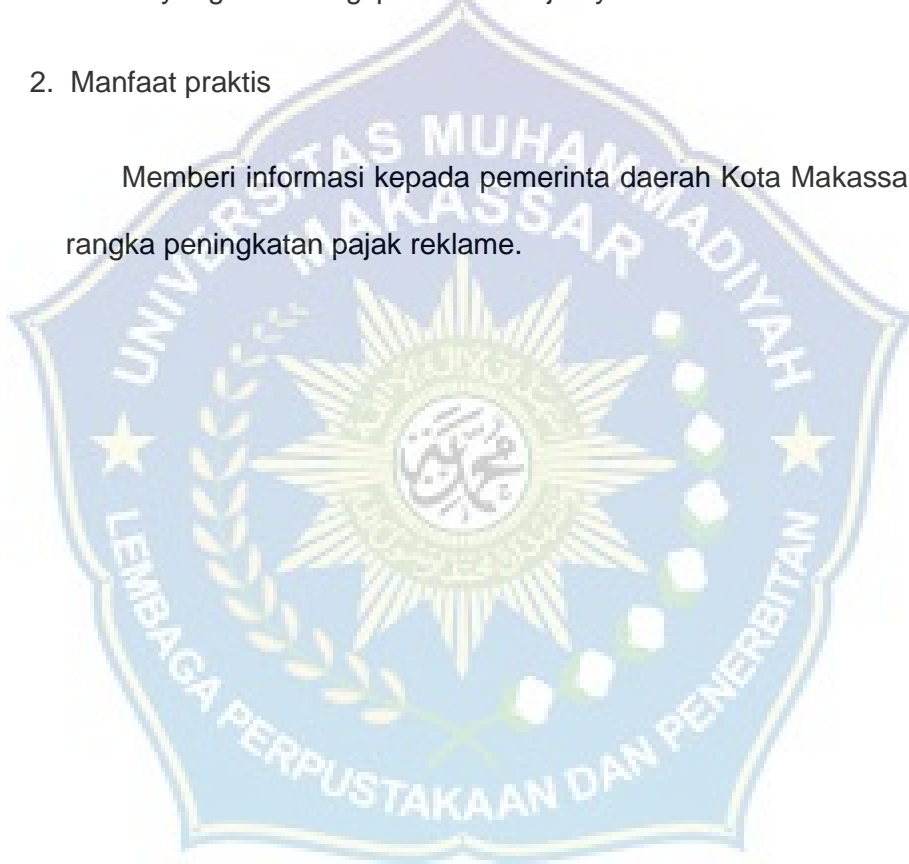 2. Manfaat praktis
Memberi informasi kepada pemerinta daerah Kota Makassa
rangka peningkatan pajak reklame.
UNIVERSITAS MUHAMMADIYAH
MAKASSAR
LEMBAGA PERPUSTAKAAN DAN PENERBITAN